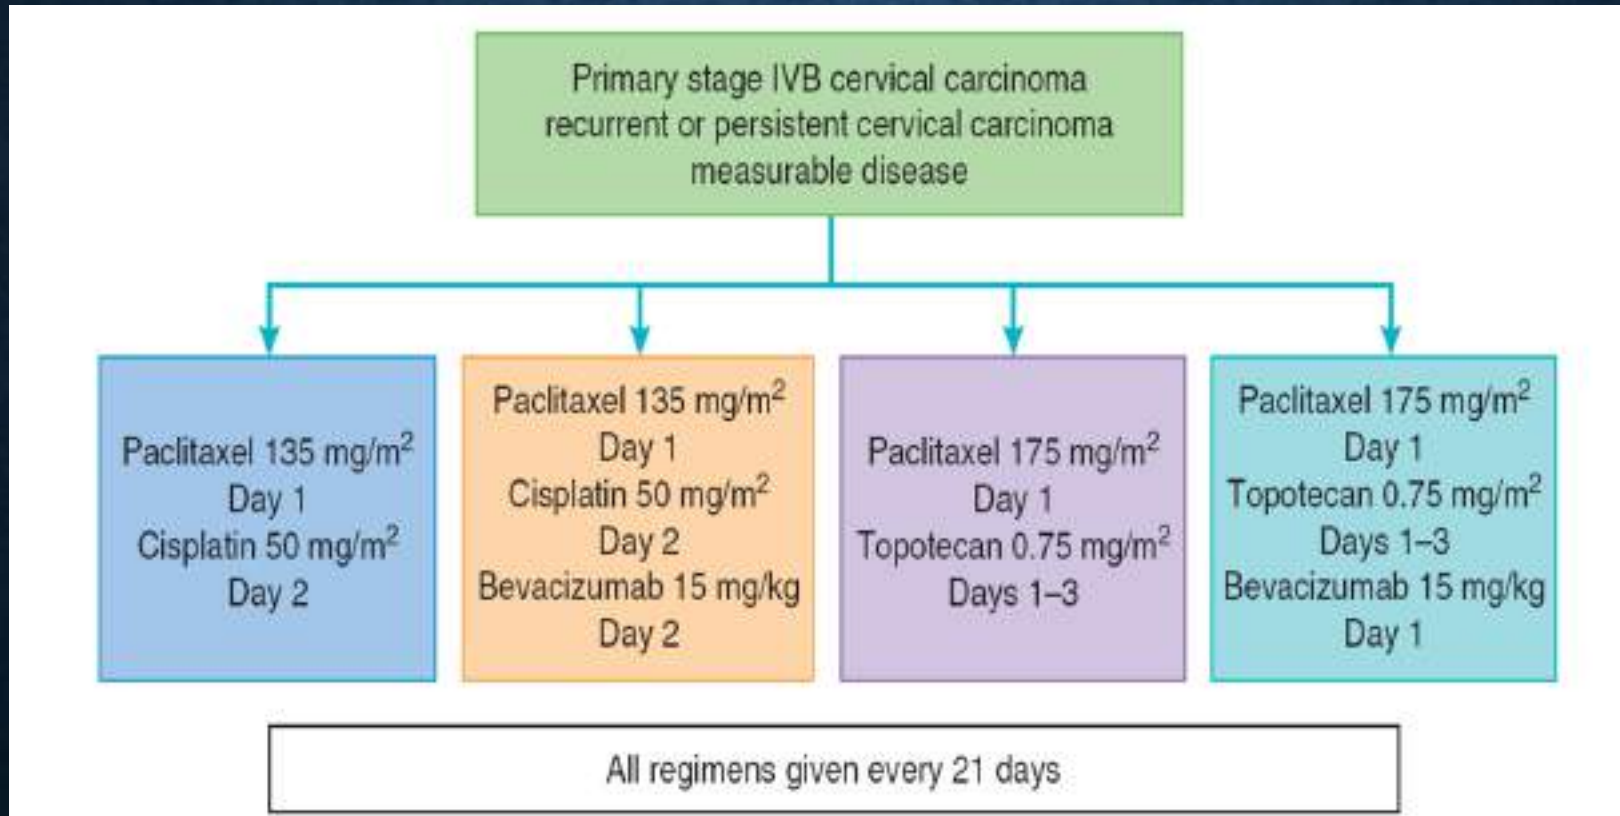 Primary stage IVB cervical carcinoma
recurrent or persistent cervical carcinoma
measurable disease
Paclitaxel 135 mg/m²
Day 1
Cisplatin 50 mg/m²
Day 2
Paclitaxel 135 mg/m²
Day 1
Cisplatin 50 mg/m²
Day 2
Bevacizumab 15 mg/kg
Day 2
Paclitaxel 175 mg/m²
Day 1
Topotecan 0.75 mg/m²
Days 1–3
Paclitaxel 175 mg/m²
Day 1
Topotecan 0.75 mg/m²
Days 1–3
Bevacizumab 15 mg/kg
Day 1
All regimens given every 21 days